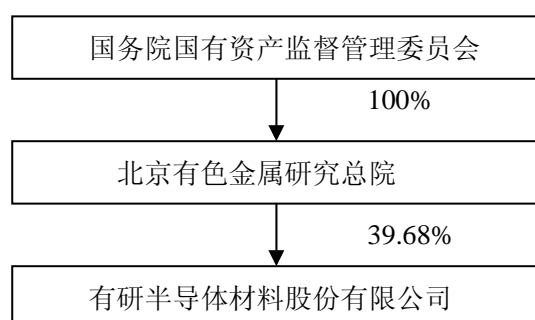 国务院国有资产监督管理委员会
100%
北京有色金属研究总院
39.68%
有研半导体材料股份有限公司